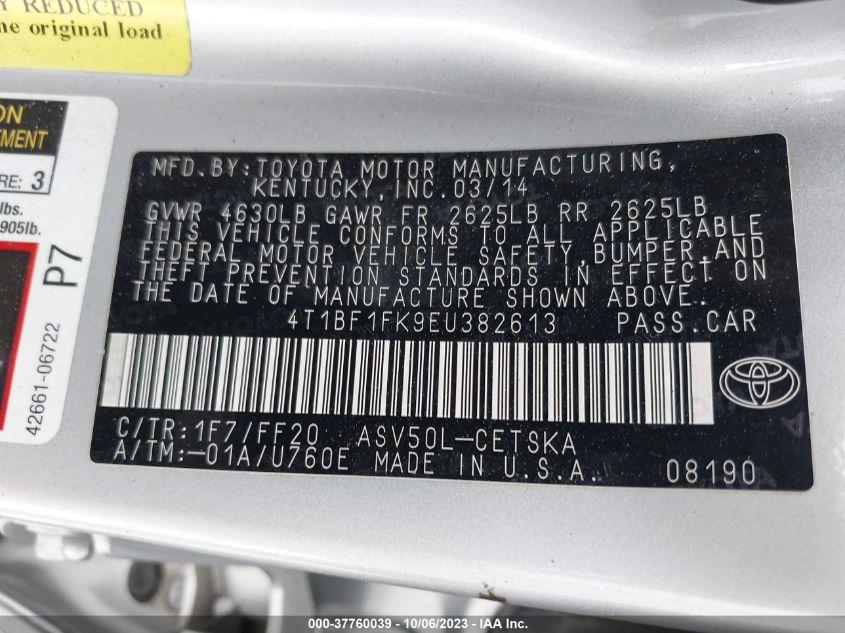 Y REDUCED
ne original load
ON
TEMENT
RE: 3
lbs.
905lb.
P7
42661-06722
MFD.BY:TOYOTA MOTOR MANUFACTURING,
KENTUCKY,INC.03/14
GVWR 4630LB GAWR FR 2625LB RR 2625LB
THIS VEHICLE CONFORMS TO ALL APPLICABLE
FEDERAL MOTOR VEHICLE SAFETY,BUMPER,AND
THEFT PREVENTION STANDARDS IN EFFECT ON
THE DATE OF MANUFACTURE SHOWN ABOVE.
4T1BF1FK9EU382613 PASS.CAR
C/TR:1F7/FF20 ASV50L-CETSKA
A/TM:-01A/U760E MADE IN U.S.A. 08190
000-37760039 - 10/06/2023 - IAA Inc.